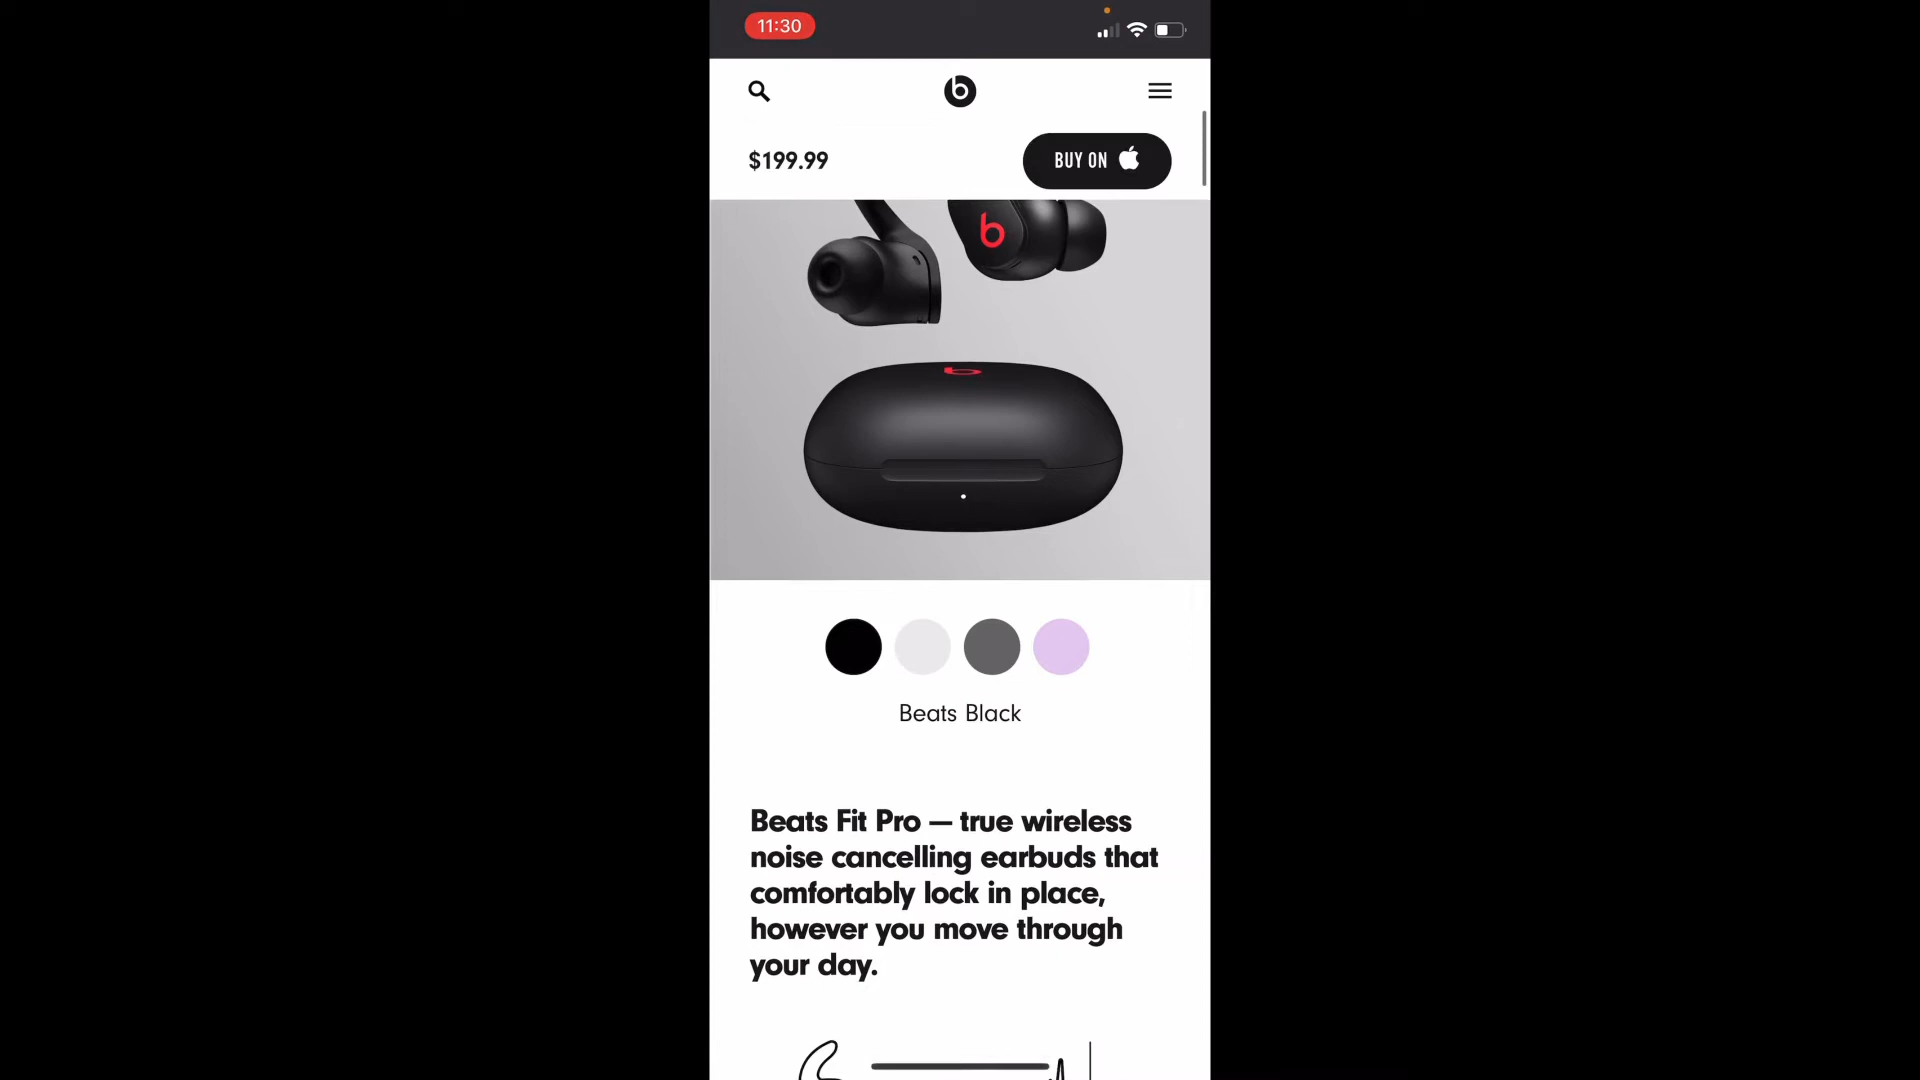 11:30
$199.99
BUY ON
Beats Black
Beats Fit Pro — true wireless
noise cancelling earbuds that
comfortably lock in place,
however you move through
your day.